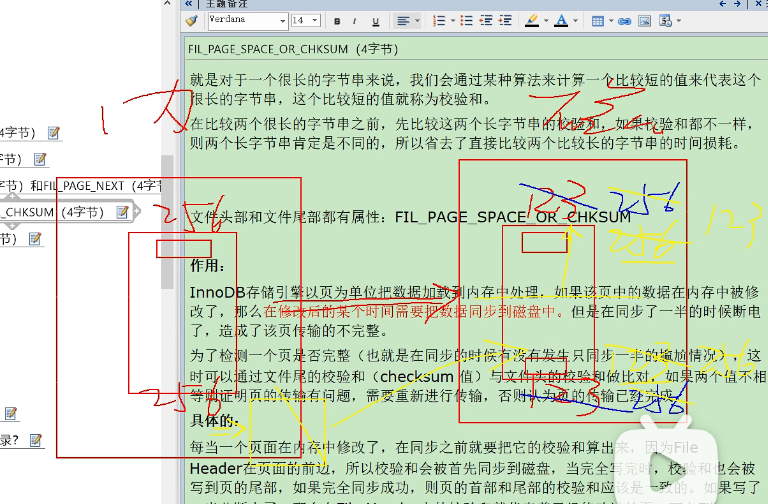 主题备注
Verdana
14
B
I
U
FIL_PAGE_SPACE_OR_CHKSUM（4字节）
就是对于一个很长的字节串来说，我们会通过某种算法来计算一个比较短的值来代表这个
很长的字节串，这个比较短的值就称为校验和。
在比较两个很长的字节串之前，先比较这两个长字节串的校验和，如果校验和都不一样，
则两个长字节串肯定是不同的，所以省去了直接比较两个比较长的字节串的时间损耗。
4字节）
字节）
字节）和FIL_PAGE_NEXT（4字
_CHKSUM（4字节）
节）
256
123
256
256
123
文件头部和文件尾部都有属性：FIL_PAGE_SPACE_OR_CHKSUM
作用：
InnoDB存储引擎以页为单位把数据加载到内存中处理，如果该页中的数据在内存中被修
改了，那么在修改后的某个时间需要把数据同步到磁盘中。但是在同步了一半的时候断电
了，造成了该页传输的不完整。
为了检测一个页是否完整（也就是在同步的时候有没有发生只同步一半的尴尬情况），这
时可以通过文件尾的校验和（checksum 值）与文件头的校验和做比对，如果两个值不相
等则证明页的传输有问题，需要重新进行传输，否则认为页的传输已经完成。
256
123
256
具体的：
录？
每当一个页面在内存中修改了，在同步之前就要把它的校验和算出来，因为File
Header在页面的前边，所以校验和会被首先同步到磁盘，当完全写完时，校验和也会被
写到页的尾部，如果完全同步成功，则页的首部和尾部的校验和应该是一致的。如果写了